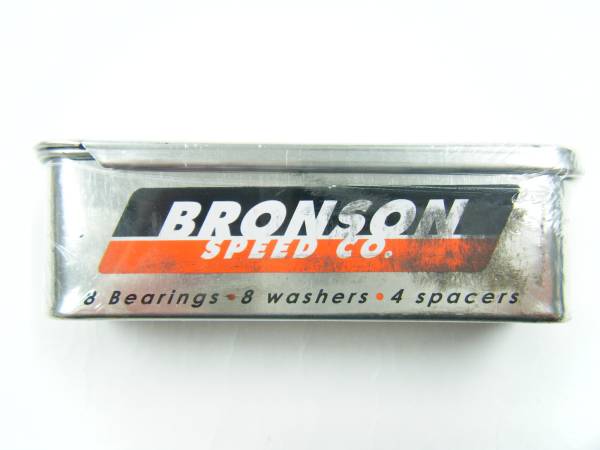 BRONSON
SPEED CO.
8 Bearings • 8 washers • 4 spacers